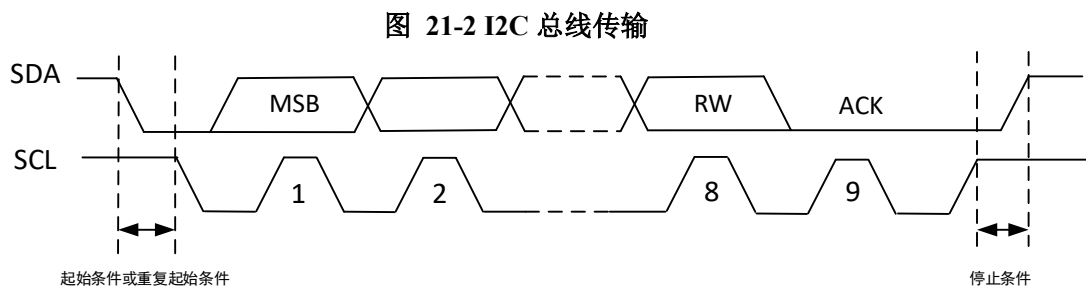 图 21-2 I2C 总线传输
SDA
MSB
RW
ACK
SCL
1
2
8
9
起始条件或重复起始条件
停止条件